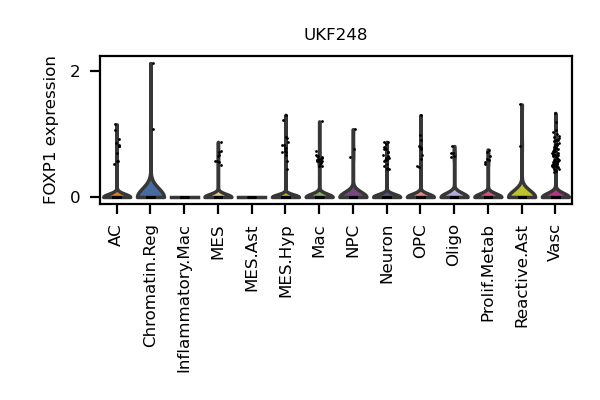 UKF248
FOXP1 expression
2
0
AC
Chromatin.Reg
Inflammatory.Mac
MES
MES.Ast
MES.Hyp
Mac
NPC
Neuron
OPC
Oligo
Prolif.Metab
Reactive.Ast
Vasc